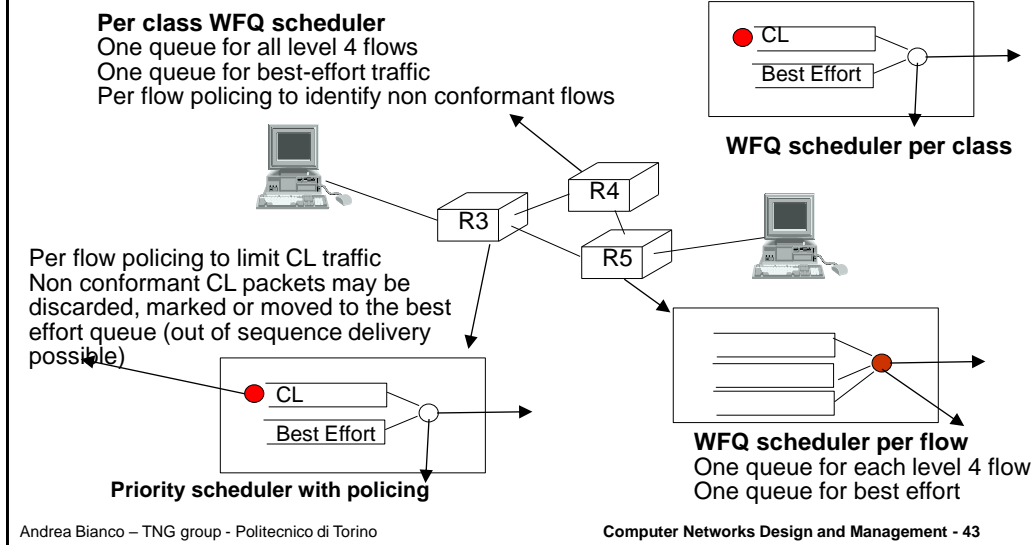 Per class WFQ scheduler
One queue for all level 4 flows
One queue for best-effort traffic
Per flow policing to identify non conformant flows
CL
Best Effort
WFQ scheduler per class
R4
R3
R5
Per flow policing to limit CL traffic
Non conformant CL packets may be
discarded, marked or moved to the best
effort queue (out of sequence delivery
possible)
CL
Best Effort
Priority scheduler with policing
WFQ scheduler per flow
One queue for each level 4 flow
One queue for best effort
Andrea Bianco – TNG group - Politecnico di Torino
Computer Networks Design and Management - 43